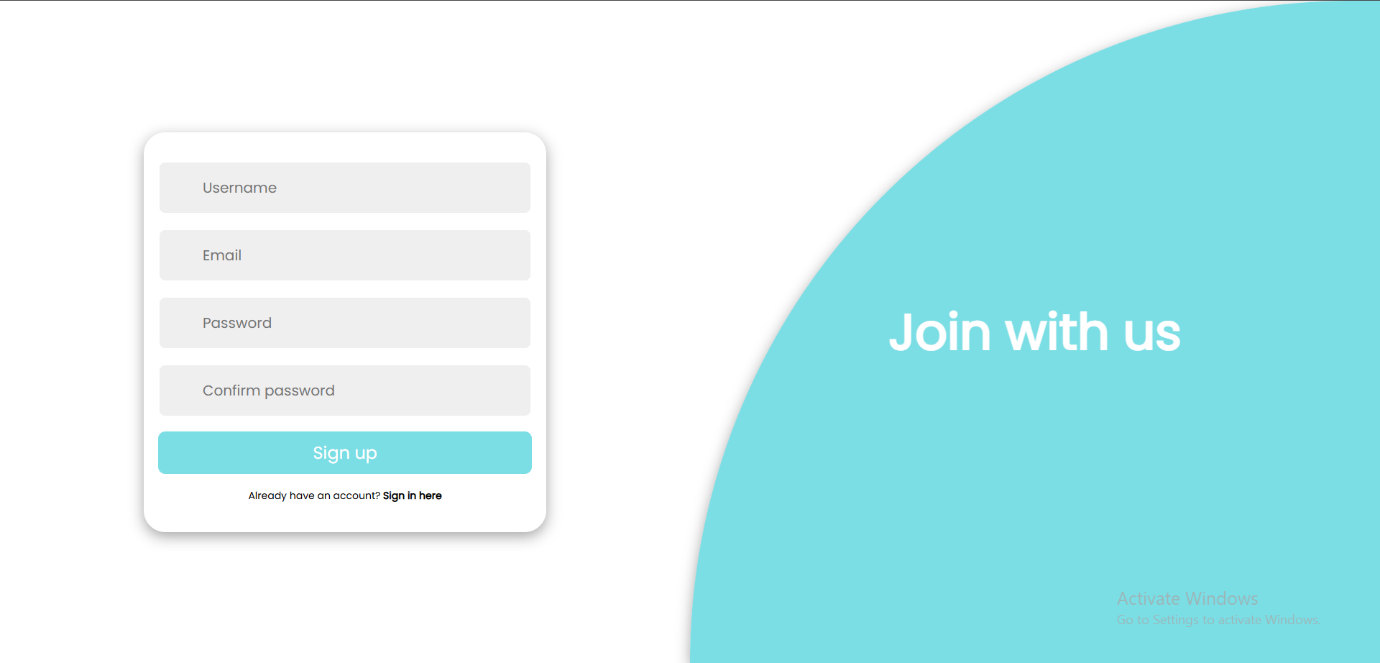 Username
Email
Password
Confirm password
Sign up
Already have an account? Sign in here
Join with us
Activate Windows
Go to Settings to activate Windows.